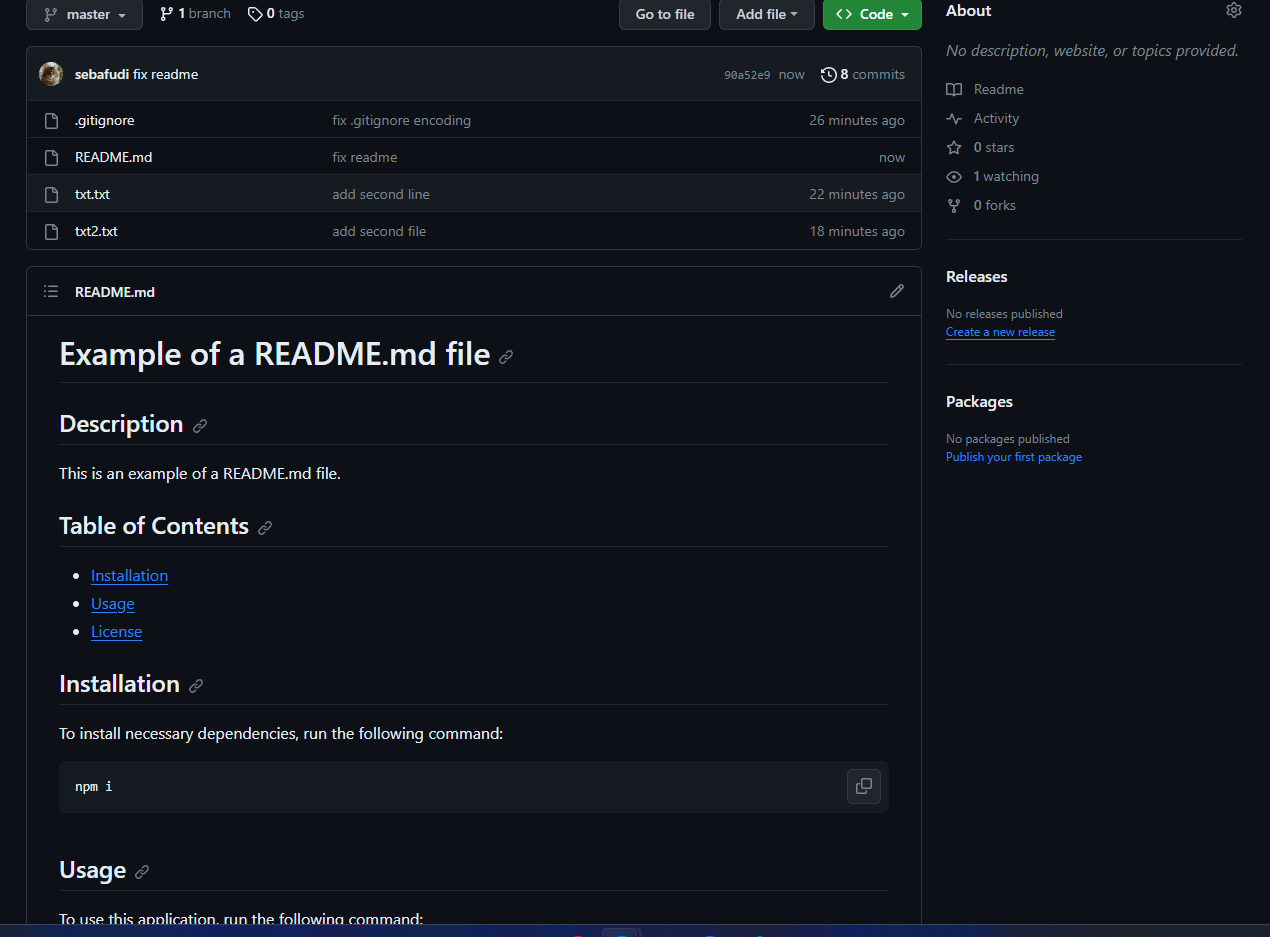 master
1 branch
0 tags
Go to file
Add file
Code
sebafudi fix readme
90a52e9 now
8 commits
.gitignore
fix .gitignore encoding
26 minutes ago
README.md
fix readme
now
txt.txt
add second line
22 minutes ago
txt2.txt
add second file
18 minutes ago
README.md
Example of a README.md file
Description
This is an example of a README.md file.
Table of Contents
Installation
Usage
License
Installation
To install necessary dependencies, run the following command:
npm i
Usage
To use this application, run the following command:
About
No description, website, or topics provided.
Readme
Activity
0 stars
1 watching
0 forks
Releases
No releases published
Create a new release
Packages
No packages published
Publish your first package